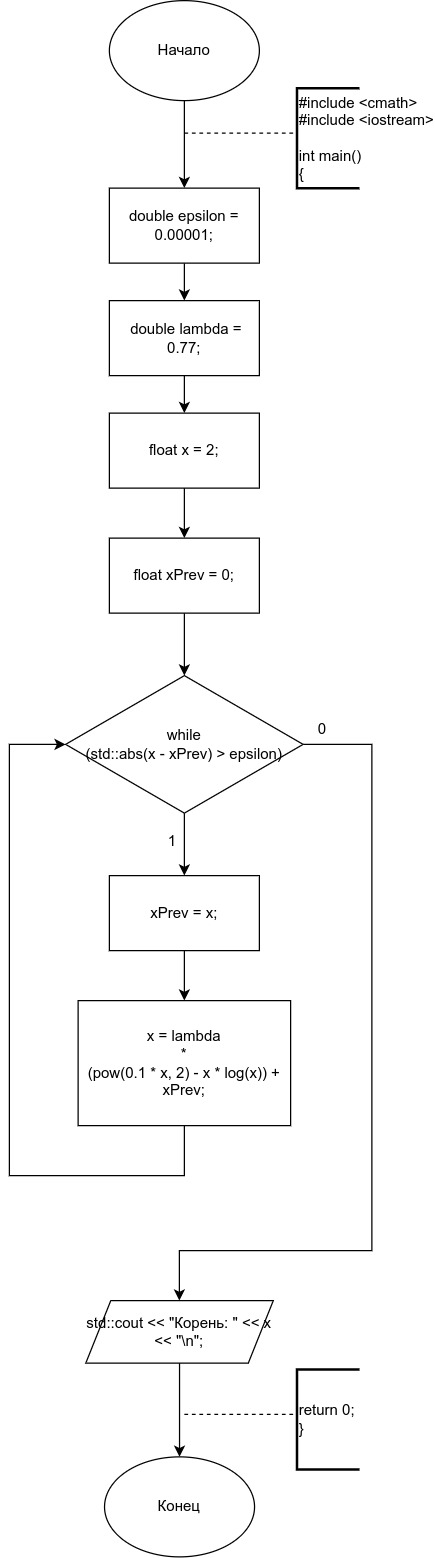 Начало
#include <cmath>
#include <iostream>
int main()
{
double epsilon =
0.00001;
double lambda =
0.77;
float x = 2;
float xPrev = 0;
while
(std::abs(x - xPrev) > epsilon)
0
1
xPrev = x;
x = lambda
*
(pow(0.1 * x, 2) - x * log(x)) +
xPrev;
std::cout << "Корень: " << x
<< "\n";
return 0;
}
Конец